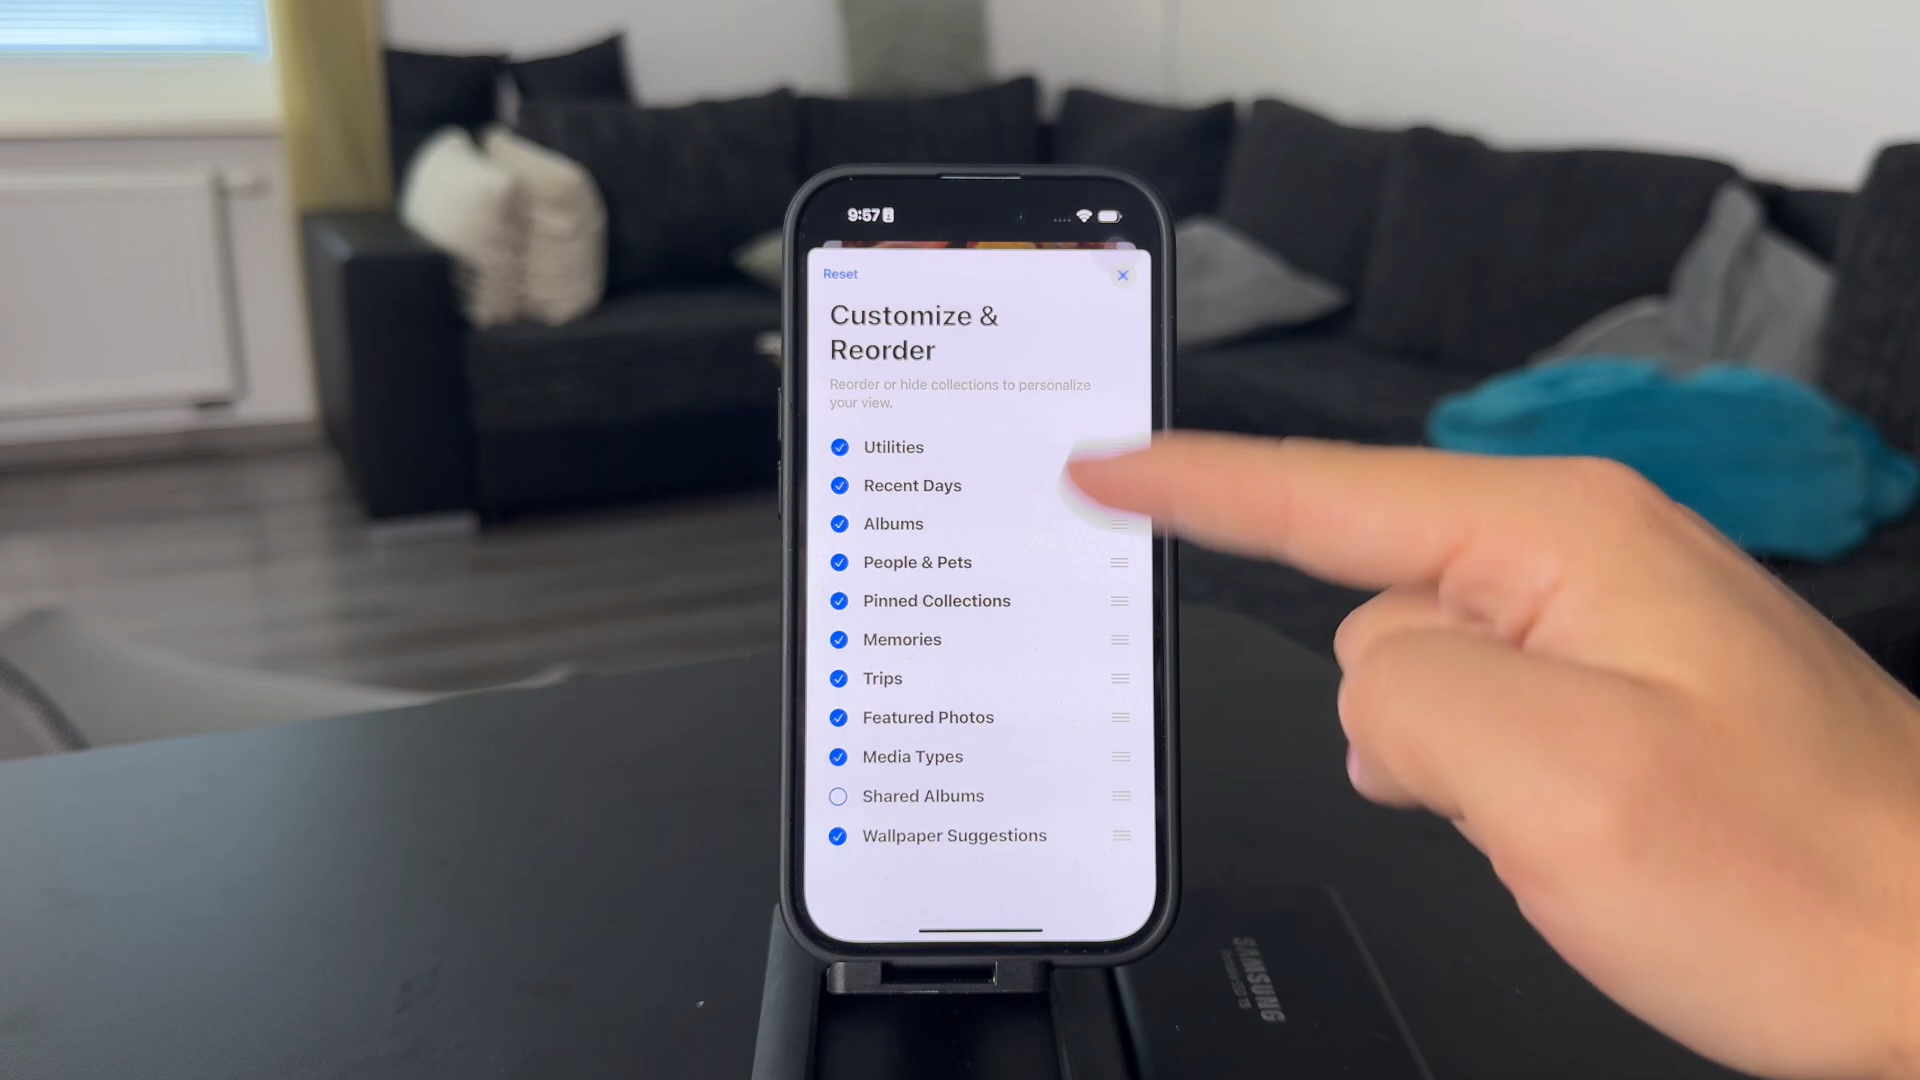 9:57
Reset
Customize &
Reorder
Reorder or hide collections to personalize
your view.
Utilities
Recent Days
Albums
People & Pets
Pinned Collections
Memories
Trips
Featured Photos
Media Types
Shared Albums
Wallpaper Suggestions
SAMSUNG